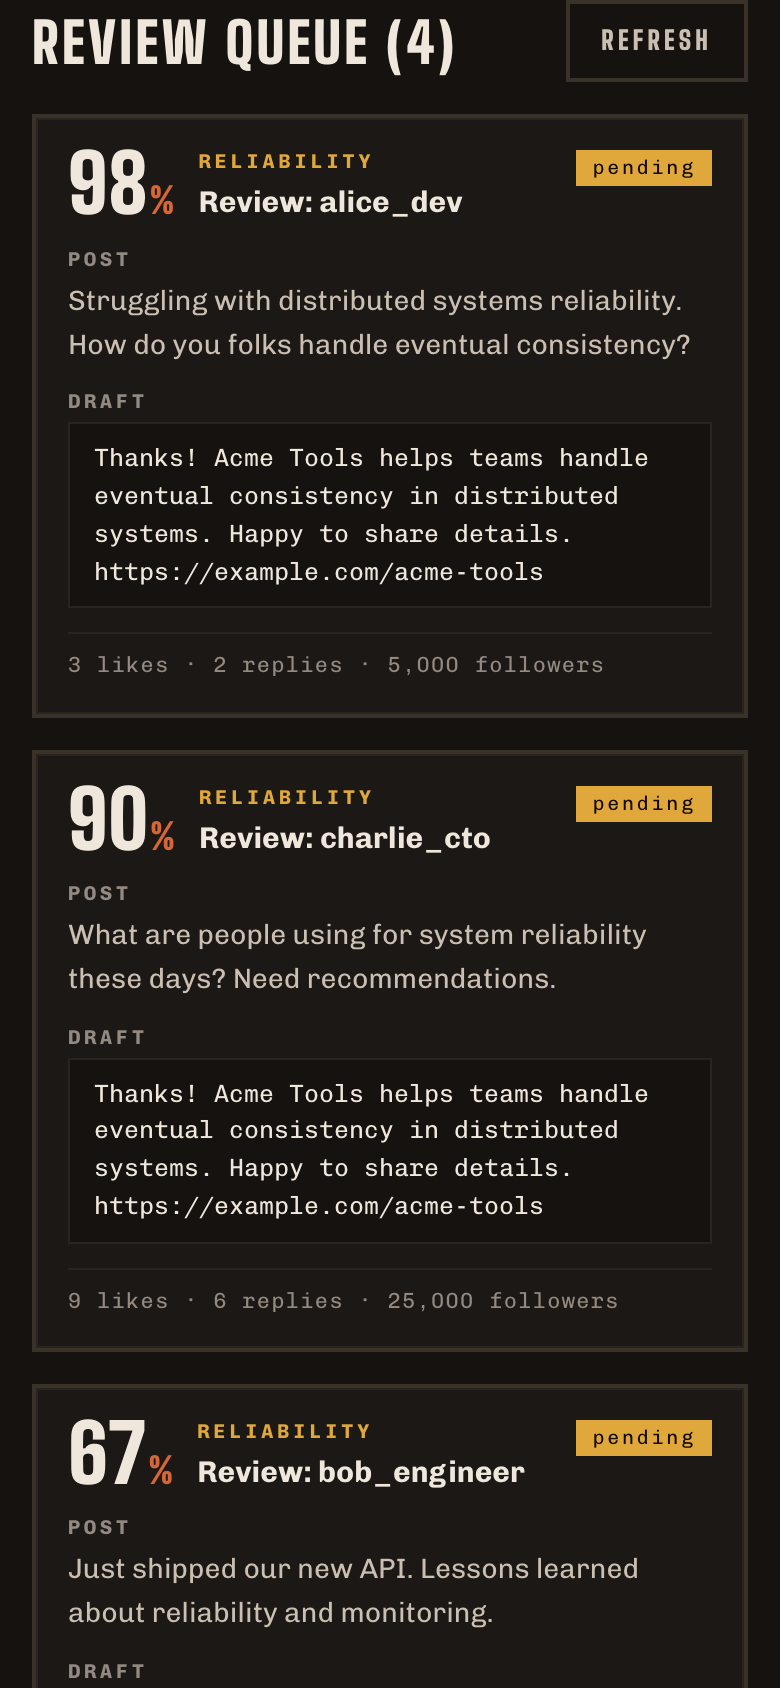 REVIEW QUEUE (4)
REFRESH
98%
RELIABILITY
Review: alice_dev
pending
POST
Struggling with distributed systems reliability.
How do you folks handle eventual consistency?
DRAFT
Thanks! Acme Tools helps teams handle
eventual consistency in distributed
systems. Happy to share details.
https://example.com/acme-tools
3 likes · 2 replies · 5,000 followers
90%
RELIABILITY
Review: charlie_cto
pending
POST
What are people using for system reliability
these days? Need recommendations.
DRAFT
Thanks! Acme Tools helps teams handle
eventual consistency in distributed
systems. Happy to share details.
https://example.com/acme-tools
9 likes · 6 replies · 25,000 followers
67%
RELIABILITY
Review: bob_engineer
pending
POST
Just shipped our new API. Lessons learned
about reliability and monitoring.
DRAFT